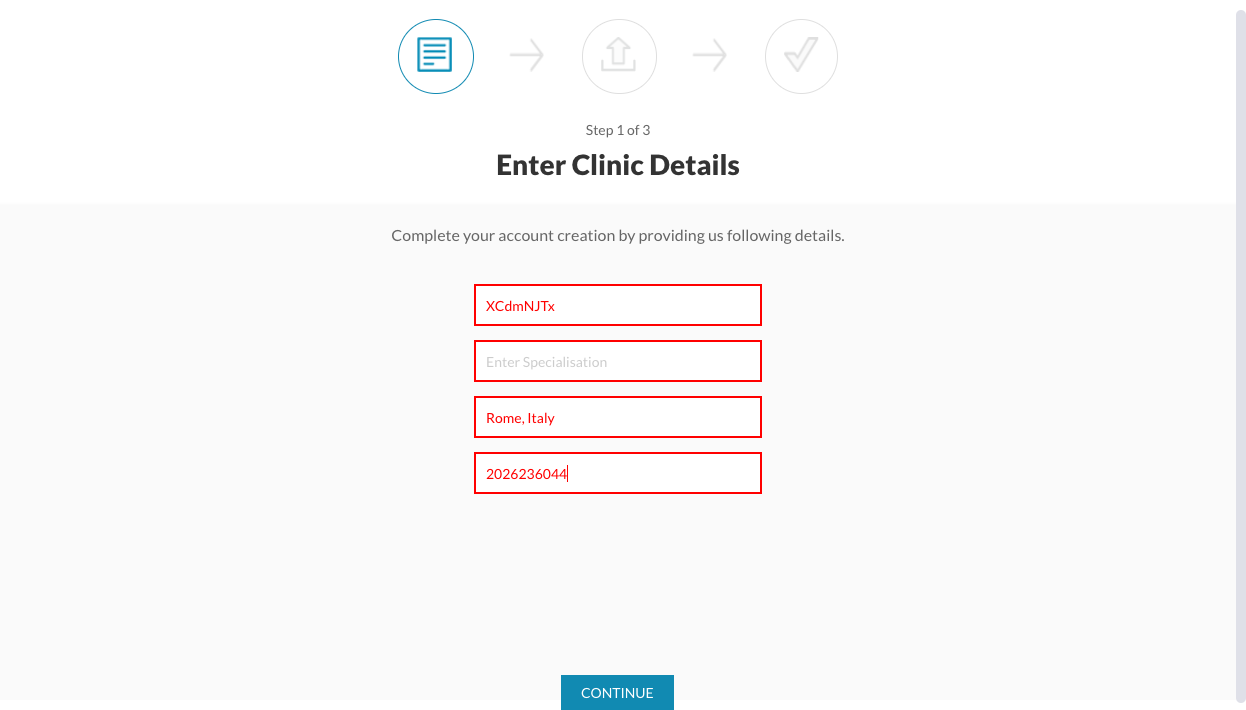 Step 1 of 3
Enter Clinic Details
Complete your account creation by providing us following details.
XCdmNJTx
Enter Specialisation
Rome, Italy
2026236044
CONTINUE